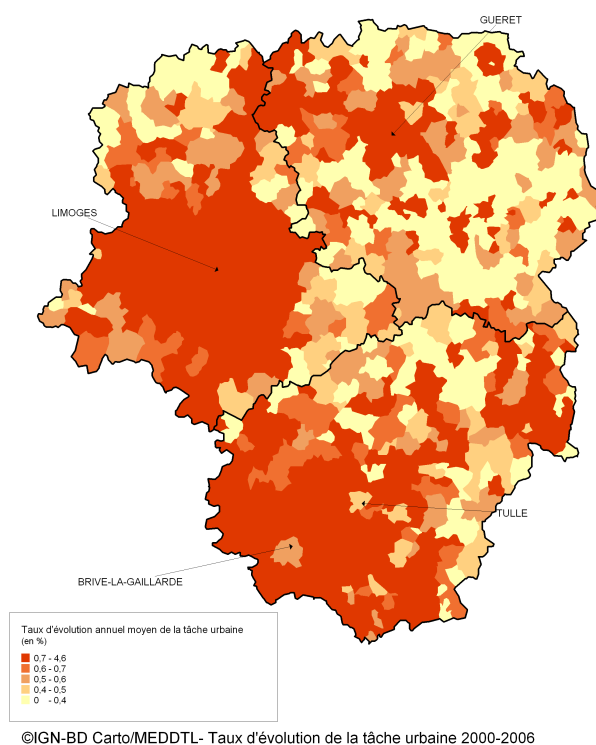 GUERET
LIMOGES
TULLE
BRIVE-LA-GAILLARDE
Taux d'évolution annuel moyen de la tâche urbaine
(en %)
0,7 - 4,6
0,6 - 0,7
0,5 - 0,6
0,4 - 0,5
0 - 0,4
©IGN-BD Carto/MEDDTL- Taux d'évolution de la tâche urbaine 2000-2006